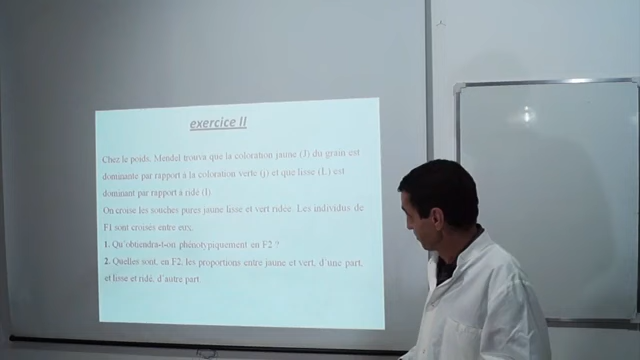 exercice II
Chez le poids, Mendel trouva que la coloration jaune (J) du grain est
dominante par rapport à la coloration verte (j) et que lisse (L) est
dominant par rapport à ridé (l).
On croise les souches pures jaune lisse et vert ridée. Les individus de
F1 sont croisés entre eux.
1. Qu'obtiendra-t-on phénotypiquement en F2 ?
2. Quelles sont, en F2, les proportions entre jaune et vert, d'une part,
et lisse et ridé, d'autre part.